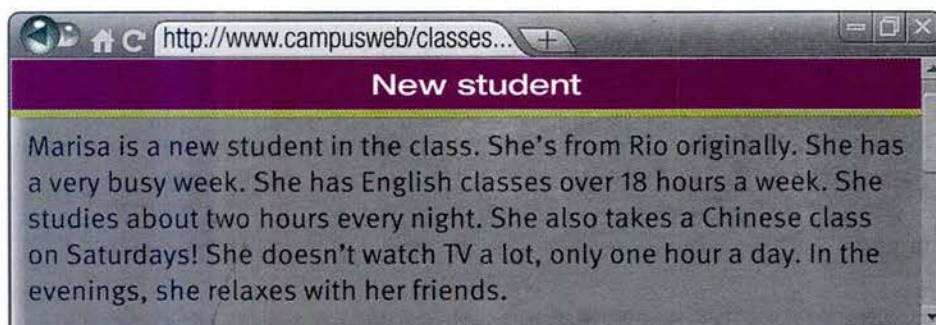 http://www.campusweb/classes...
New student
Marisa is a new student in the class. She's from Rio originally. She has
a very busy week. She has English classes over 18 hours a week. She
studies about two hours every night. She also takes a Chinese class
on Saturdays! She doesn't watch TV a lot, only one hour a day. In the
evenings, she relaxes with her friends.